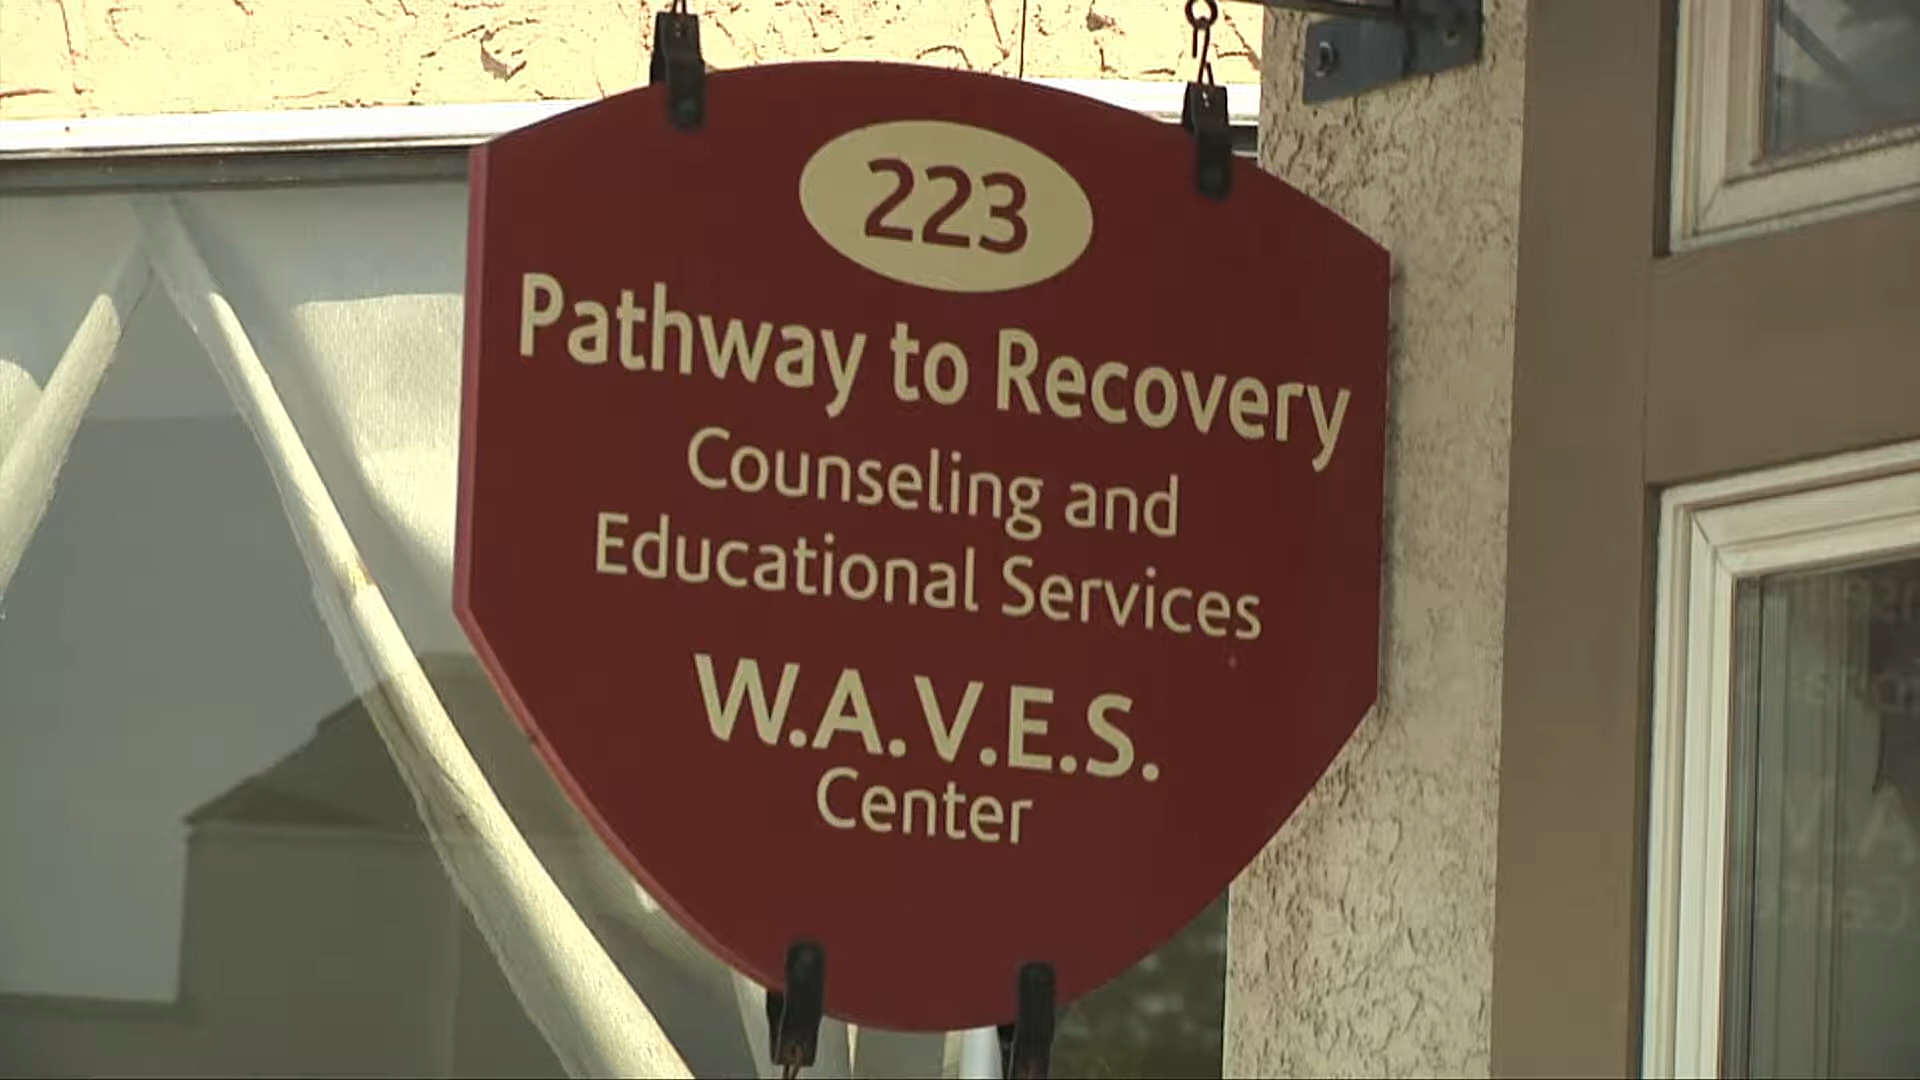 223
Pathway to Recovery
Counseling and
Educational Services
W.A.V.E.S.
Center